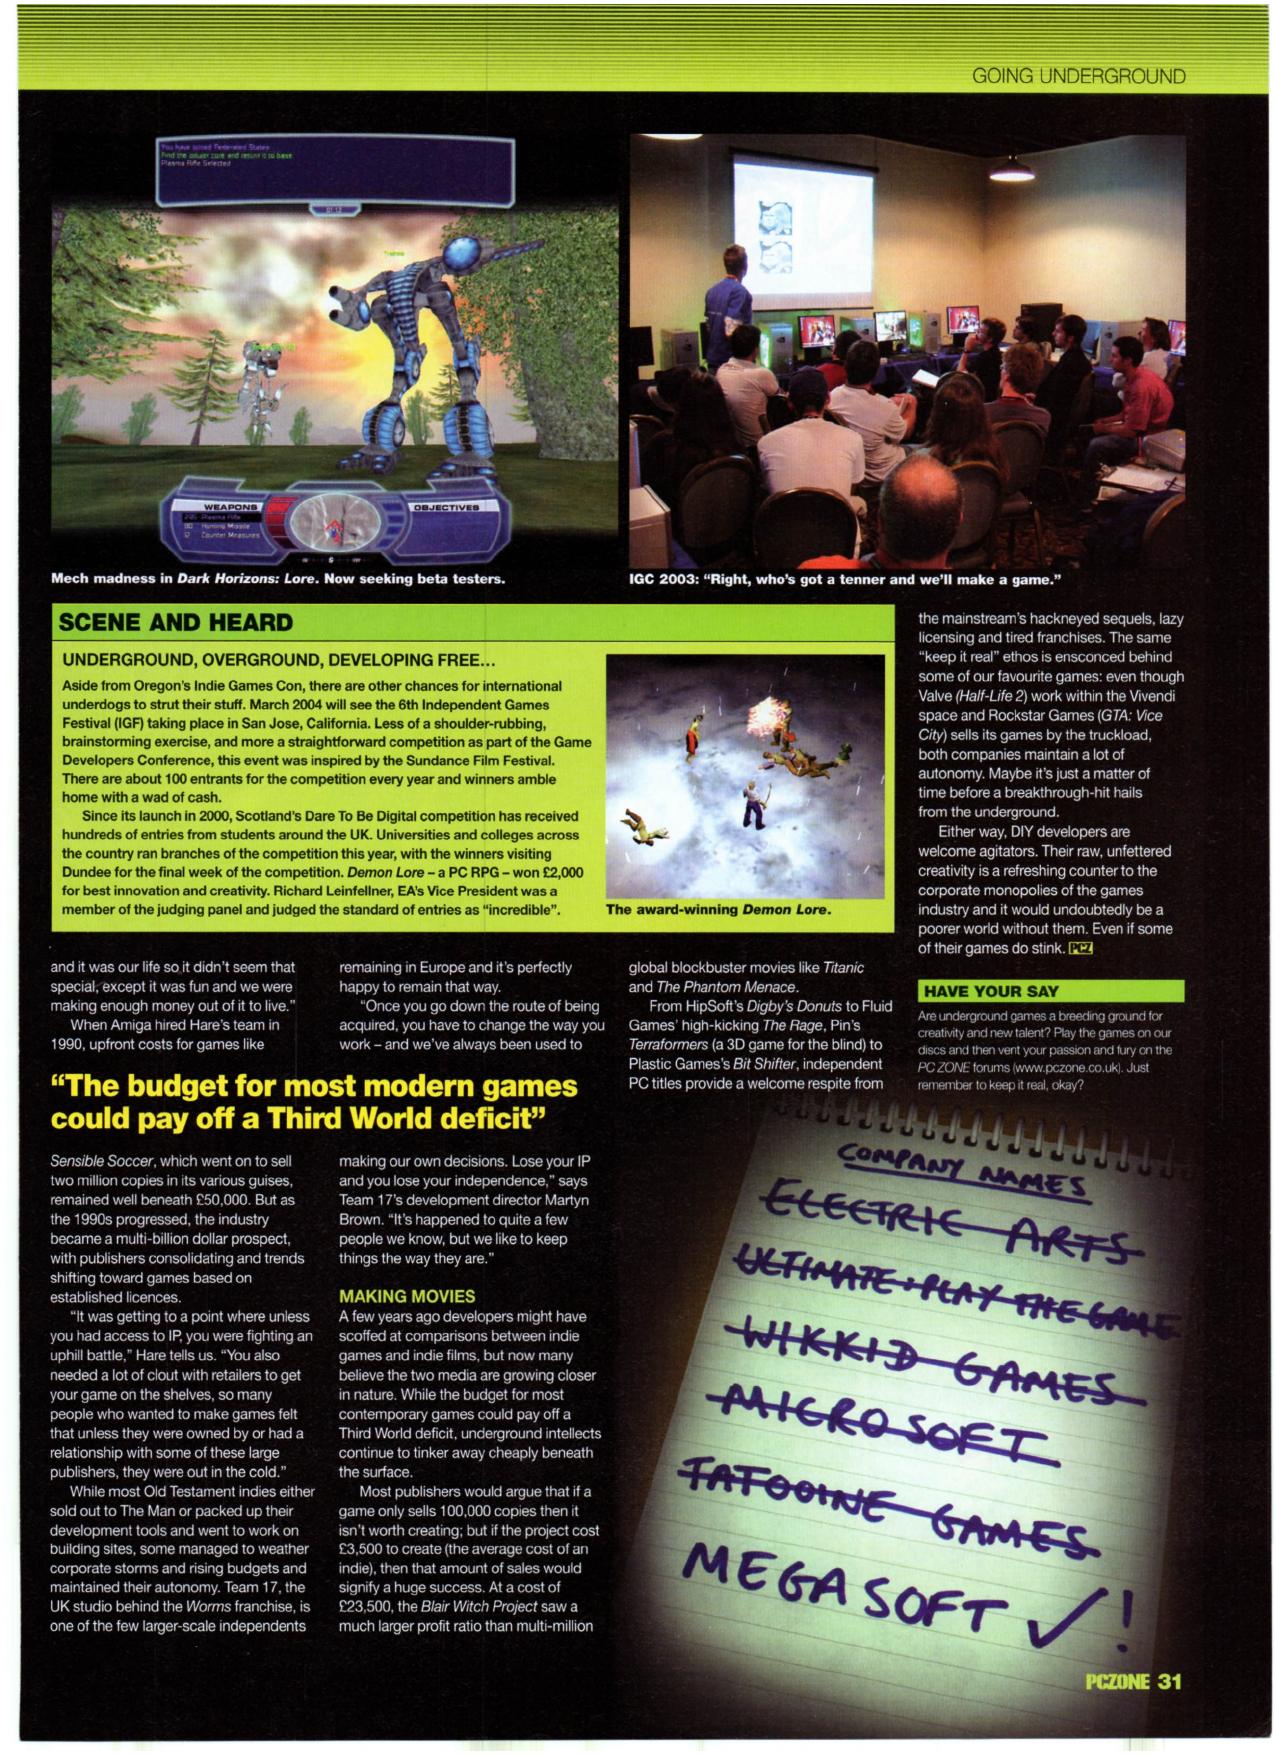 GOING UNDERGROUND
You have joined Federated States
Find the power core and return it to base
Plasma Rifle Selected
WEAPONS
Plasma Rifle
Homing Missile
Counter Measures
OBJECTIVES
Mech madness in Dark Horizons: Lore. Now seeking beta testers.
IGC 2003: “Right, who’s got a tenner and we’ll make a game.”
SCENE AND HEARD
UNDERGROUND, OVERGROUND, DEVELOPING FREE...
Aside from Oregon’s Indie Games Con, there are other chances for international
underdogs to strut their stuff. March 2004 will see the 6th Independent Games
Festival (IGF) taking place in San Jose, California. Less of a shoulder-rubbing,
brainstorming exercise, and more a straightforward competition as part of the Game
Developers Conference, this event was inspired by the Sundance Film Festival.
There are about 100 entrants for the competition every year and winners amble
home with a wad of cash.
Since its launch in 2000, Scotland’s Dare To Be Digital competition has received
hundreds of entries from students around the UK. Universities and colleges across
the country ran branches of the competition this year, with the winners visiting
Dundee for the final week of the competition. Demon Lore – a PC RPG – won £2,000
for best innovation and creativity. Richard Leinfellner, EA’s Vice President was a
member of the judging panel and judged the standard of entries as “incredible”.
The award-winning Demon Lore.
and it was our life so it didn’t seem that
special, except it was fun and we were
making enough money out of it to live.”
When Amiga hired Hare’s team in
1990, upfront costs for games like
“The budget for most modern games
could pay off a Third World deficit”
Sensible Soccer, which went on to sell
two million copies in its various guises,
remained well beneath £50,000. But as
the 1990s progressed, the industry
became a multi-billion dollar prospect,
with publishers consolidating and trends
shifting toward games based on
established licences.
“It was getting to a point where unless
you had access to IP, you were fighting an
uphill battle,” Hare tells us. “You also
needed a lot of clout with retailers to get
your game on the shelves, so many
people who wanted to make games felt
that unless they were owned by or had a
relationship with some of these large
publishers, they were out in the cold.”
While most Old Testament indies either
sold out to The Man or packed up their
development tools and went to work on
building sites, some managed to weather
corporate storms and rising budgets and
maintained their autonomy. Team 17, the
UK studio behind the Worms franchise, is
one of the few larger-scale independents
remaining in Europe and it’s perfectly
happy to remain that way.
“Once you go down the route of being
acquired, you have to change the way you
work – and we’ve always been used to
making our own decisions. Lose your IP
and you lose your independence,” says
Team 17’s development director Martyn
Brown. “It’s happened to quite a few
people we know, but we like to keep
things the way they are.”
MAKING MOVIES
A few years ago developers might have
scoffed at comparisons between indie
games and indie films, but now many
believe the two media are growing closer
in nature. While the budget for most
contemporary games could pay off a
Third World deficit, underground intellects
continue to tinker away cheaply beneath
the surface.
Most publishers would argue that if a
game only sells 100,000 copies then it
isn’t worth creating; but if the project cost
£3,500 to create (the average cost of an
indie), then that amount of sales would
signify a huge success. At a cost of
£23,500, the Blair Witch Project saw a
much larger profit ratio than multi-million
global blockbuster movies like Titanic
and The Phantom Menace.
From HipSoft’s Digby’s Donuts to Fluid
Games’ high-kicking The Rage, Pin’s
Terraformers (a 3D game for the blind) to
Plastic Games’s Bit Shifter, independent
PC titles provide a welcome respite from
the mainstream’s hackneyed sequels, lazy
licensing and tired franchises. The same
“keep it real” ethos is ensconced behind
some of our favourite games: even though
Valve (Half-Life 2) work within the Vivendi
space and Rockstar Games (GTA: Vice
City) sells its games by the truckload,
both companies maintain a lot of
autonomy. Maybe it’s just a matter of
time before a breakthrough-hit hails
from the underground.
Either way, DIY developers are
welcome agitators. Their raw, unfettered
creativity is a refreshing counter to the
corporate monopolies of the games
industry and it would undoubtedly be a
poorer world without them. Even if some
of their games do stink. PCZ
HAVE YOUR SAY
Are underground games a breeding ground for
creativity and new talent? Play the games on our
discs and then vent your passion and fury on the
PC ZONE forums (www.pczone.co.uk). Just
remember to keep it real, okay?
COMPANY NAMES
ELECTRIC ARTS
ULTIMATE: PLAY THE GAME
WIKKID GAMES
MICROSOFT
TATOOINE GAMES
MEGASOFT ✓!
PCZONE 31